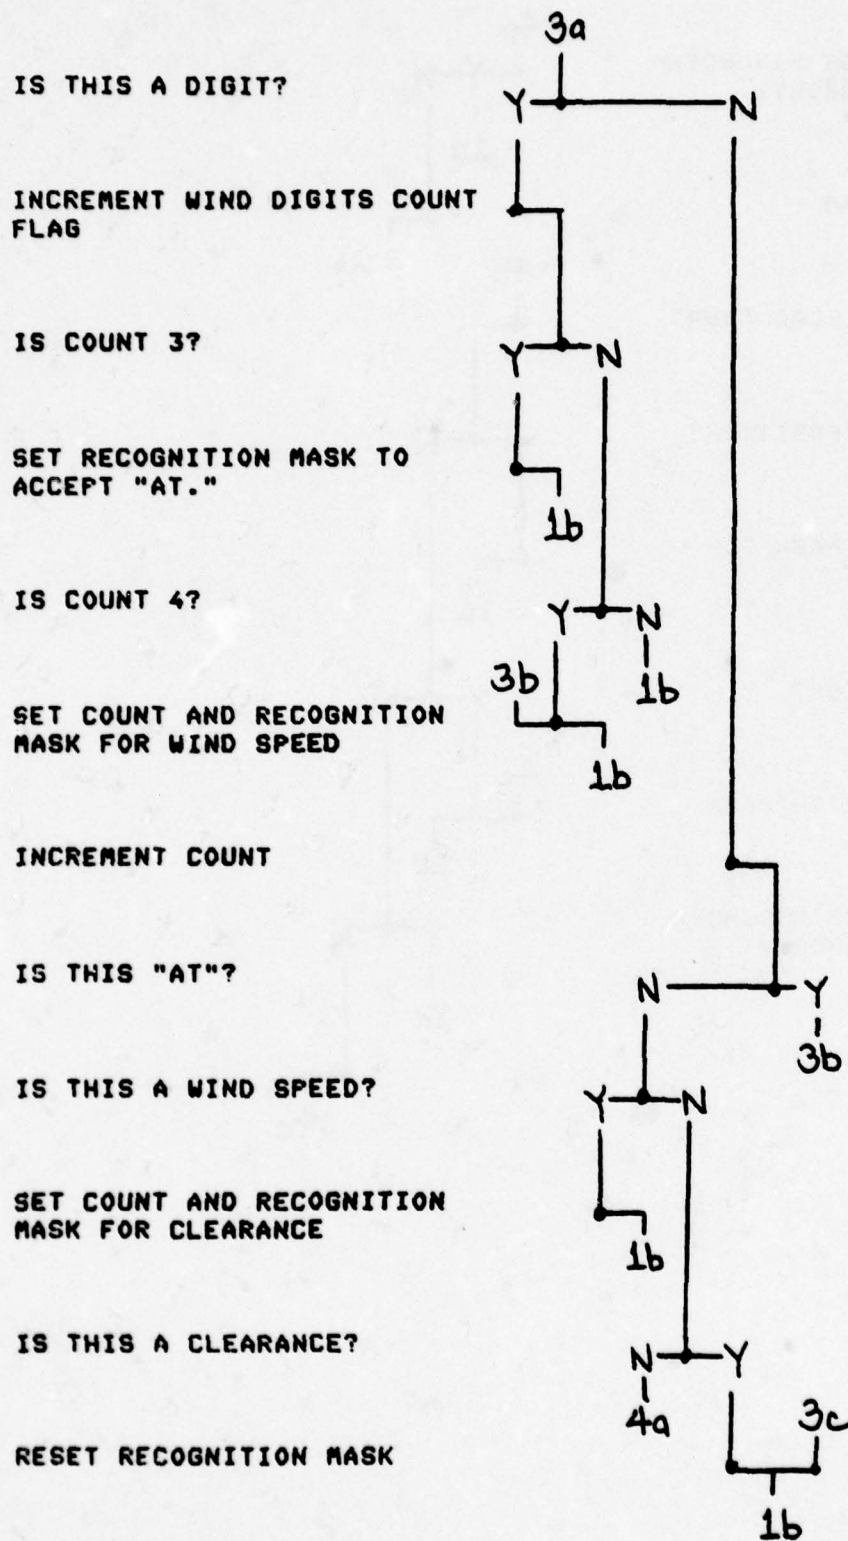 3a
IS THIS A DIGIT?
Y N
INCREMENT WIND DIGITS COUNT
FLAG
IS COUNT 3?
Y N
SET RECOGNITION MASK TO
ACCEPT "AT."
1b
IS COUNT 4?
Y N
3b 1b
SET COUNT AND RECOGNITION
MASK FOR WIND SPEED
1b
INCREMENT COUNT
IS THIS "AT"?
N Y
3b
IS THIS A WIND SPEED?
Y N
SET COUNT AND RECOGNITION
MASK FOR CLEARANCE
1b
IS THIS A CLEARANCE?
N Y
4a 3c
RESET RECOGNITION MASK
1b